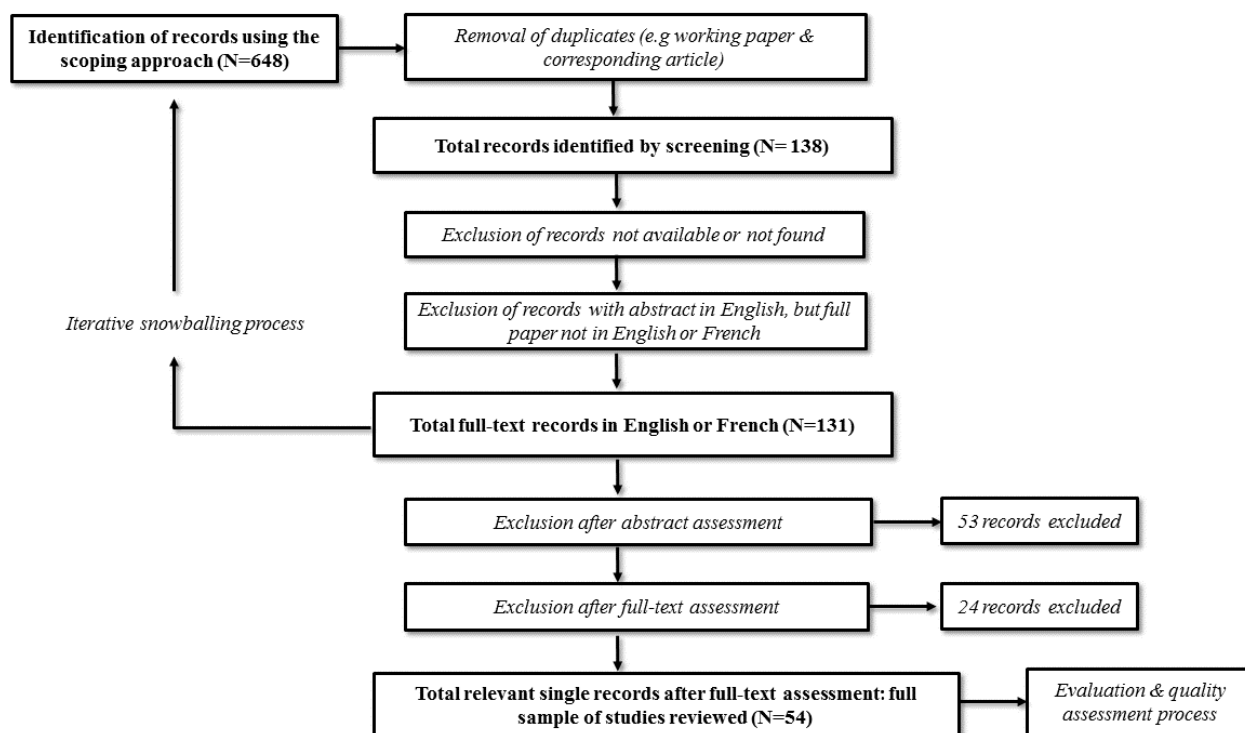 Identification of records using the
scoping approach (N=648)
Removal of duplicates (e.g working paper &
corresponding article)
Total records identified by screening (N= 138)
Exclusion of records not available or not found
Exclusion of records with abstract in English, but full
paper not in English or French
Iterative snowballing process
Total full-text records in English or French (N=131)
Exclusion after abstract assessment
53 records excluded
Exclusion after full-text assessment
24 records excluded
Total relevant single records after full-text assessment: full
sample of studies reviewed (N=54)
Evaluation & quality
assessment process